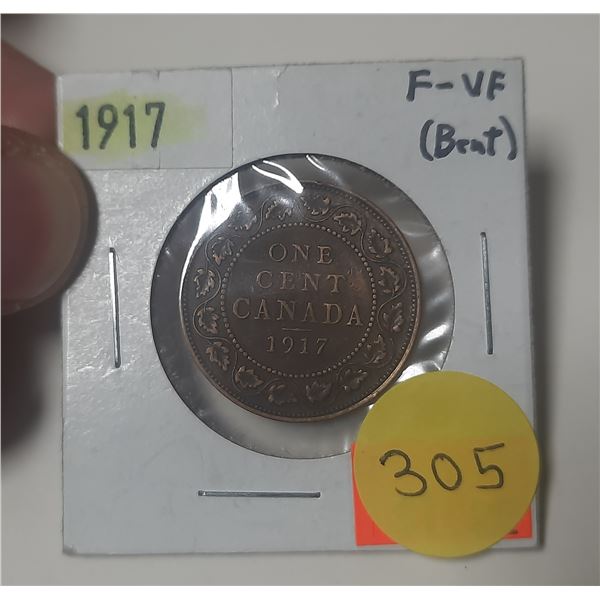 1917
F-VF
(Bent)
ONE
CENT
CANADA
1917
305